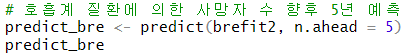 # 호흡계 질환에 의한 사망자 수 향후 5년 예측
predict_bre <- predict(brefit2, n.ahead = 5)
predict_bre